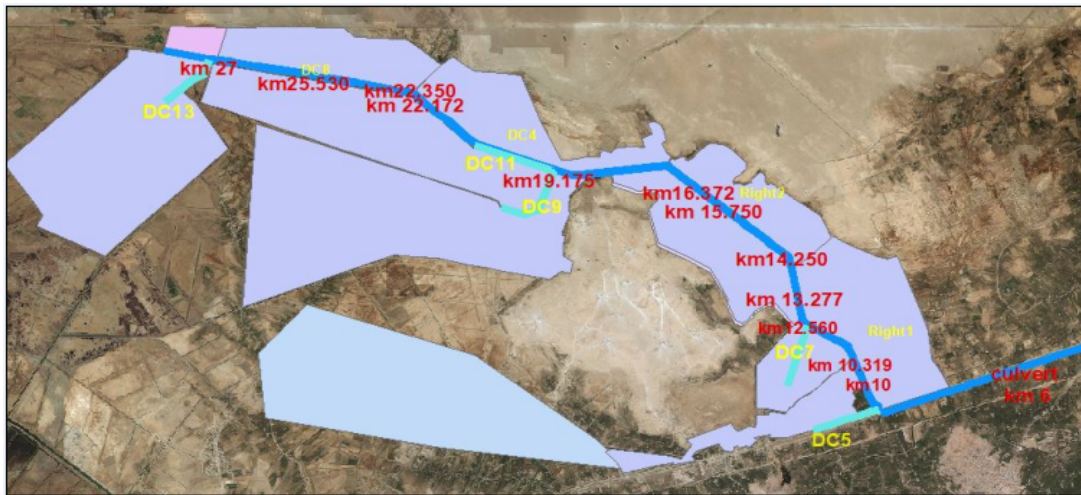 km 27
DC8
km25.530
km22.350
km 22.172
DC13
DC4
DC11
km19.175
DC9
km16.372
Right2
km 15.750
km14.250
km 13.277
km12.560
Right1
DC7
km 10.319
km10
culvert
km 6
DC5